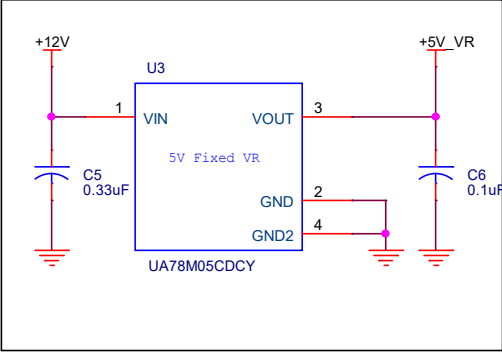 +12V
+5V_VR
U3
1
3
VIN
VOUT
5V Fixed VR
C5
0.33uF
C6
0.1uF
2
GND
4
GND2
UA78M05CDCY